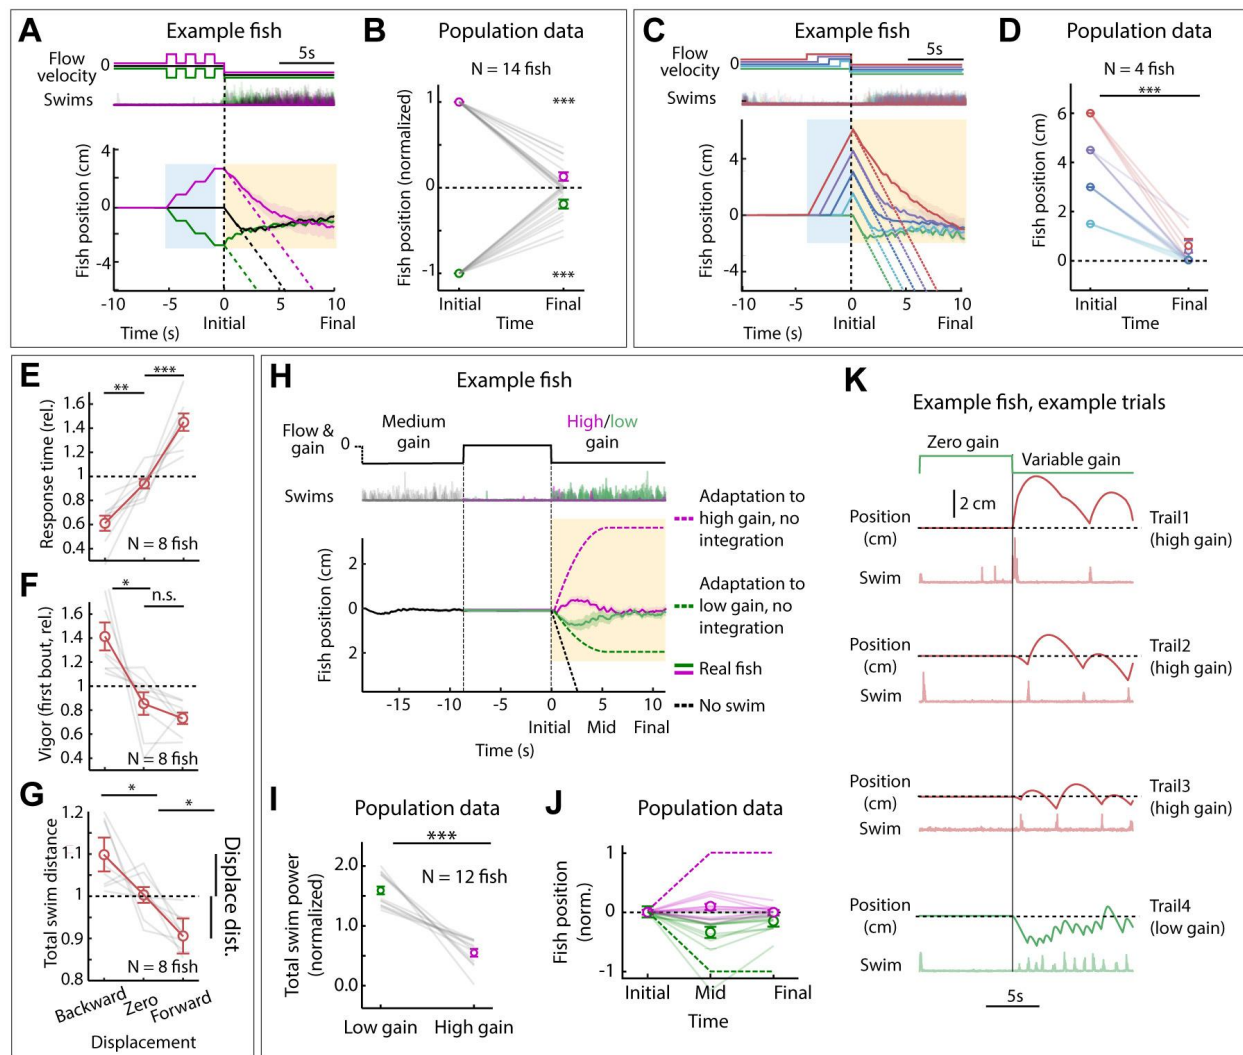 A
Example fish
Flow
velocity
0
5s
Swims
Fish position (cm)
4
0
-4
-10
-5
0
5
10
Time (s)
Initial
Final
B
Population data
N = 14 fish
Fish position (normalized)
1
0
-1
***
***
Initial
Final
Time
C
Example fish
Flow
velocity
0
5s
Swims
Fish position (cm)
4
0
-4
-10
-5
0
5
10
Time (s)
Initial
Final
D
Population data
N = 4 fish
***
Fish position (cm)
6
4
2
0
Initial
Final
Time
E
**
***
Response time (rel.)
1.6
1.4
1.2
1
0.8
0.6
0.4
N = 8 fish
F
*
n.s.
Vigor (first bout, rel.)
1.6
1.4
1.2
1
0.8
0.6
0.4
N = 8 fish
G
*
*
Total swim distance
1.2
1.1
1
0.9
0.8
N = 8 fish
Displace dist.
Backward
Zero
Forward
Displacement
H
Example fish
Flow &
gain
0
Medium
gain
High/low
gain
Swims
Fish position (cm)
2
0
2
-15
-10
-5
0
5
10
Initial
Mid
Final
Time (s)
Adaptation to
high gain, no
integration
Adaptation to
low gain, no
integration
Real fish
No swim
I
Population data
***
N = 12 fish
Total swim power
(normalized)
2.0
1.0
0.0
Low gain
High gain
J
Population data
Fish position
(norm.)
1
0
-1
Initial
Mid
Final
Time
K
Example fish, example trials
Zero gain
Variable gain
2 cm
Position
(cm)
Trail1
(high gain)
Swim
Position
(cm)
Trail2
(high gain)
Swim
Position
(cm)
Trail3
(high gain)
Swim
Position
(cm)
Trail4
(low gain)
Swim
5s